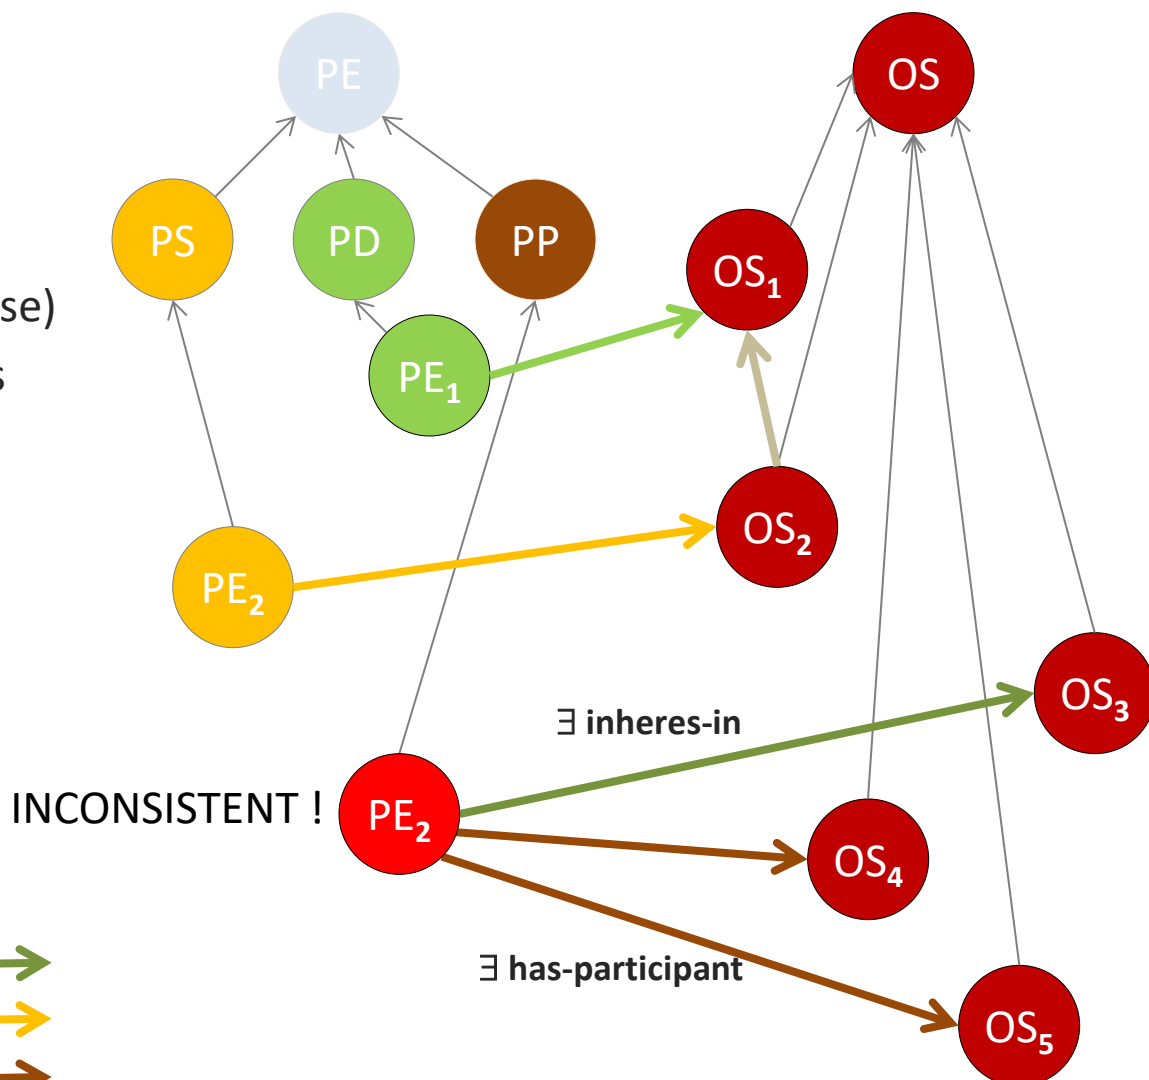 PE
OS
PS
PD
PP
OS1
se)
s
PE1
OS2
PE2
OS3
∃ inheres-in
INCONSISTENT !
PE2
OS4
∃ has-participant
OS5